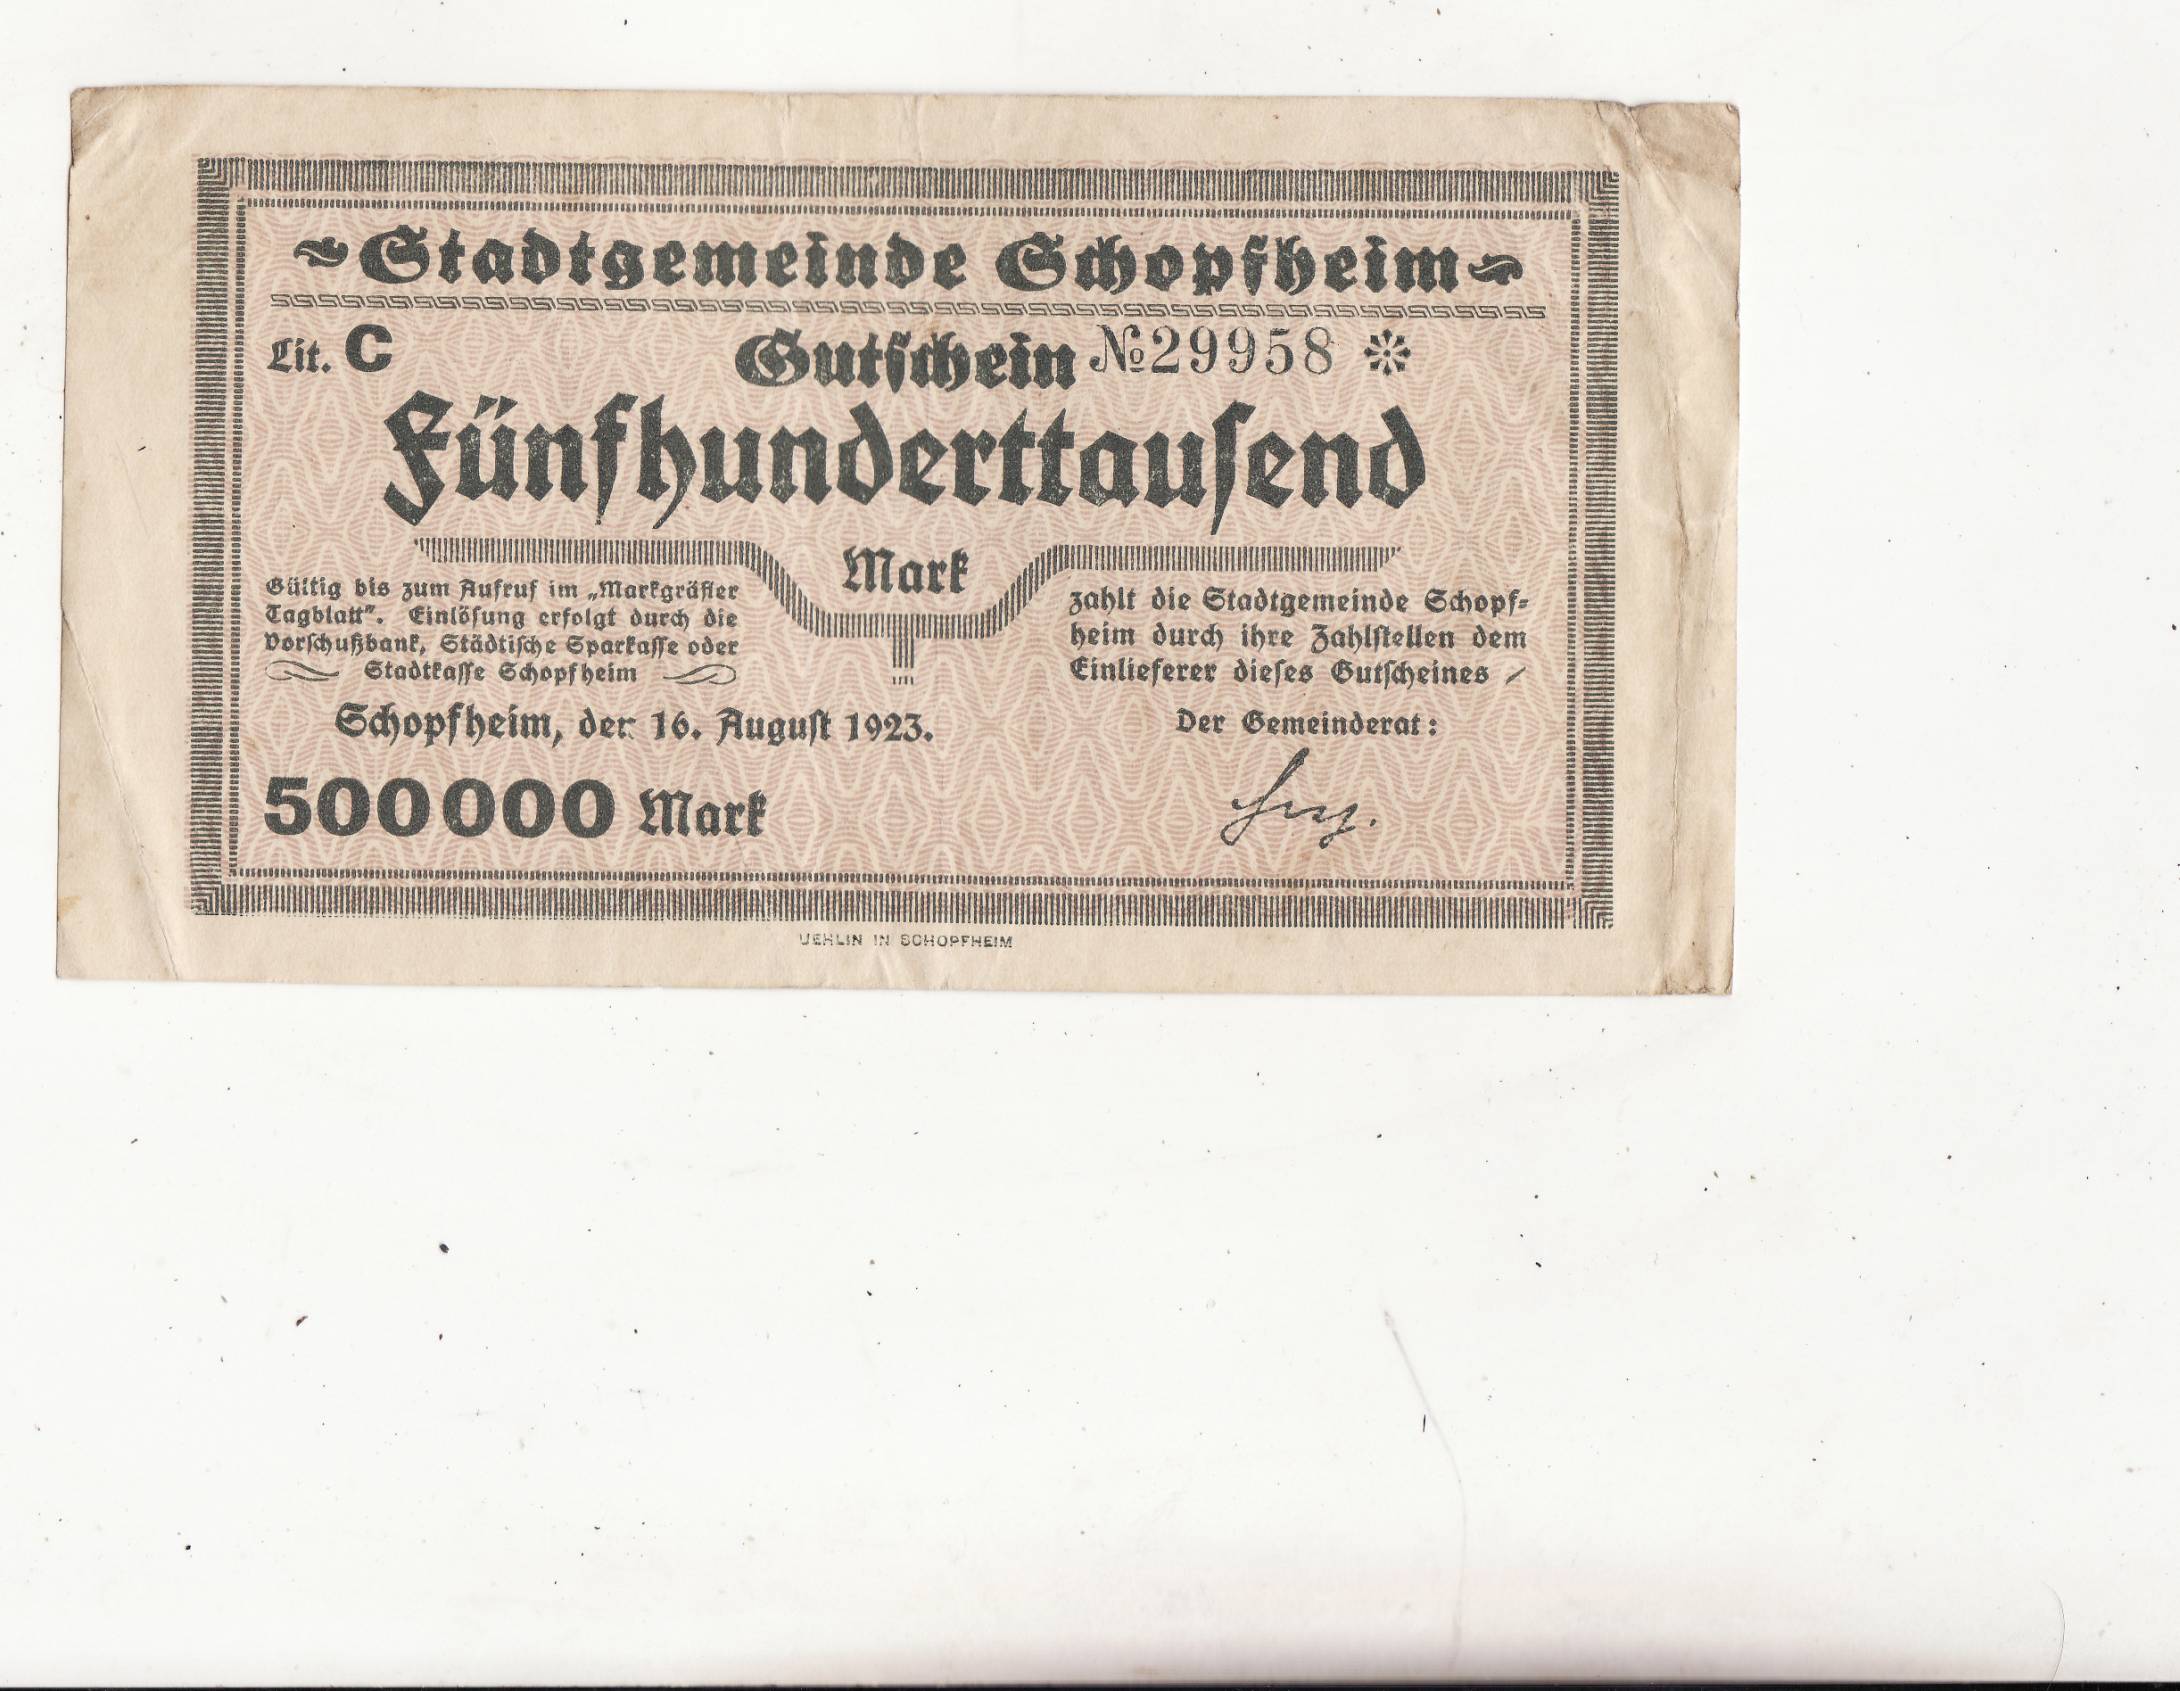 Stadtgemeinde Schopfheim
Lit. C Gutschein №29958
Fünfhunderttausend
Mark
Gültig bis zum Aufruf im „Markgräfler
Tagblatt". Einlösung erfolgt durch die
Vorschußbank, Städtische Sparkasse oder
Stadtkasse Schopfheim
zahlt die Stadtgemeinde Schopf-
heim durch ihre Zahlstellen dem
Einlieferer dieses Gutscheines
Schopfheim, den 16. August 1923.
Der Gemeinderat:
500000 Mark
UEHLIN IN SCHOPFHEIM